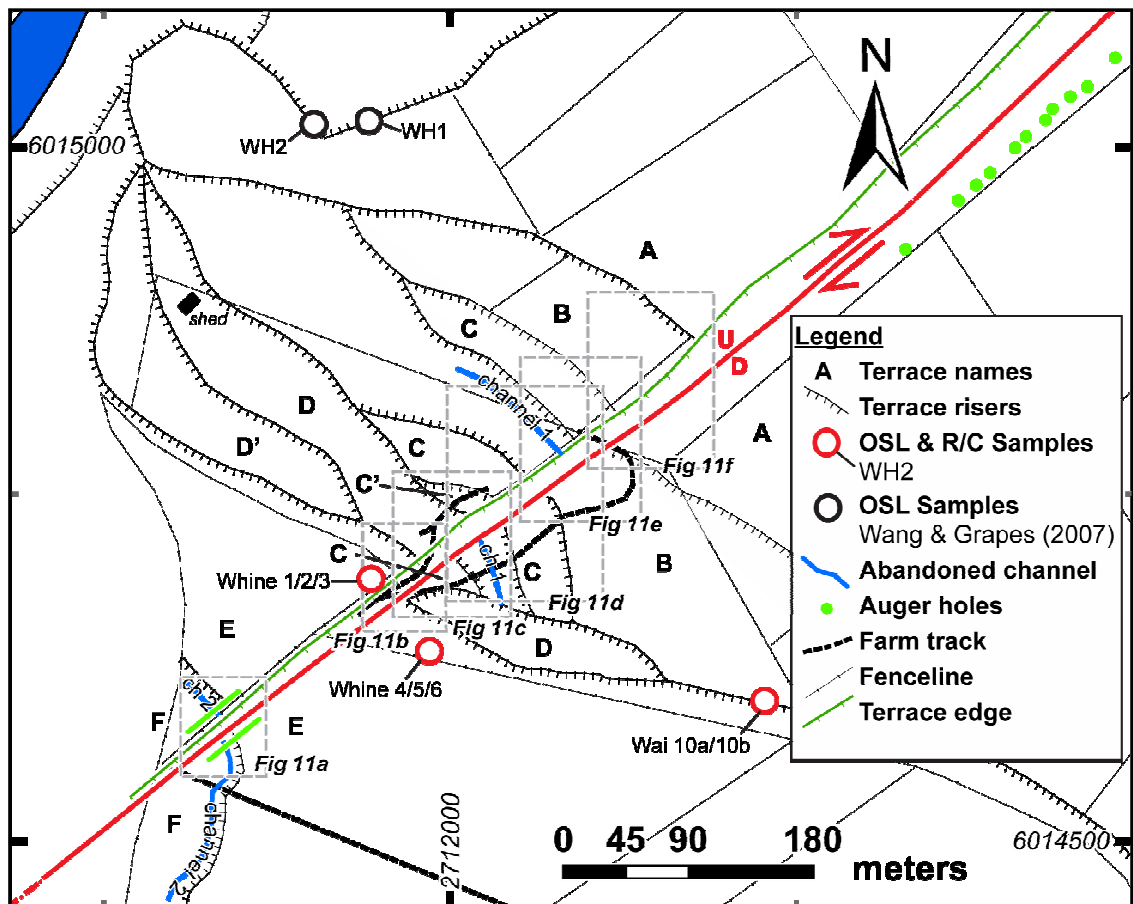 N
WH2
WH1
6015000
A
B
C
shed
channel 1
U
D
D
C
D'
C'
A
Fig 11f
Fig 11e
ch 1
C
B
C
Whine 1/2/3
Fig 11d
Fig 11c
Fig 11b
D
E
Whine 4/5/6
ch 2
F
E
Wai 10a/10b
Fig 11a
F
channel 2
2712000
0 45 90 180
meters
6014500
Legend
A Terrace names
Terrace risers
OSL & R/C Samples
WH2
OSL Samples
Wang & Grapes (2007)
Abandoned channel
Auger holes
Farm track
Fenceline
Terrace edge